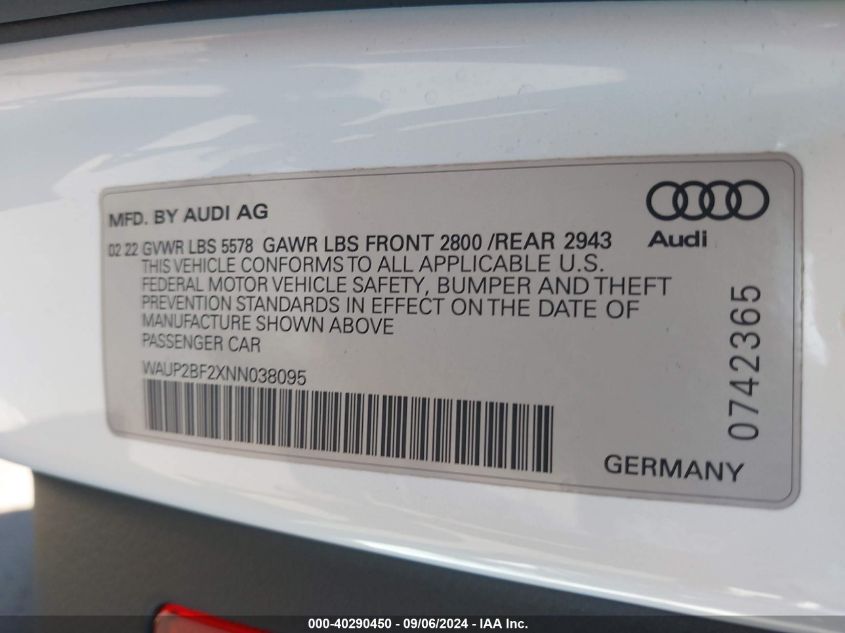 MFD. BY AUDI AG
Audi
02.22 GVWR LBS 5578 GAWR LBS FRONT 2800 /REAR 2943
THIS VEHICLE CONFORMS TO ALL APPLICABLE U.S.
FEDERAL MOTOR VEHICLE SAFETY, BUMPER AND THEFT
PREVENTION STANDARDS IN EFFECT ON THE DATE OF
MANUFACTURE SHOWN ABOVE
PASSENGER CAR
WAUP2BF2XNN038095
0742365
GERMANY
000-40290450 - 09/06/2024 - IAA Inc.